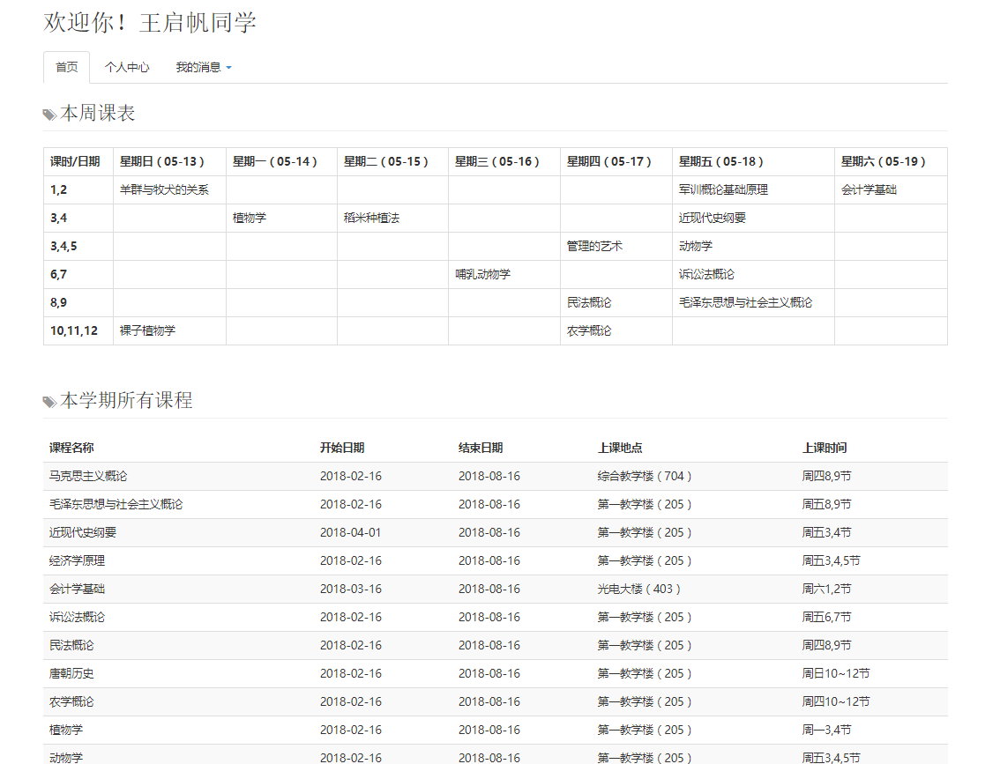 欢迎你！王启帆同学
首页 个人中心 我的消息
本周课表
课时/日期 星期日（05-13） 星期一（05-14） 星期二（05-15） 星期三（05-16） 星期四（05-17） 星期五（05-18） 星期六（05-19）
1,2 羊群与牧犬的关系 军训概论基础原理 会计学基础
3,4 植物学 稻米种植法 近现代史纲要
3,4,5 管理的艺术 动物学
6,7 哺乳动物学 诉讼法概论
8,9 民法概论 毛泽东思想与社会主义概论
10,11,12 裸子植物学 农学概论
本学期所有课程
课程名称 开始日期 结束日期 上课地点 上课时间
马克思主义概论 2018-02-16 2018-08-16 综合教学楼（704） 周四8,9节
毛泽东思想与社会主义概论 2018-02-16 2018-08-16 第一教学楼（205） 周五8,9节
近现代史纲要 2018-04-01 2018-08-16 第一教学楼（205） 周五3,4节
经济学原理 2018-02-16 2018-08-16 第一教学楼（205） 周五3,4,5节
会计学基础 2018-03-16 2018-08-16 光电大楼（403） 周六1,2节
诉讼法概论 2018-02-16 2018-08-16 第一教学楼（205） 周五6,7节
民法概论 2018-02-16 2018-08-16 第一教学楼（205） 周四8,9节
唐朝历史 2018-02-16 2018-08-16 第一教学楼（205） 周日10~12节
农学概论 2018-02-16 2018-08-16 第一教学楼（205） 周四10~12节
植物学 2018-02-16 2018-08-16 第一教学楼（205） 周一3,4节
动物学 2018-02-16 2018-08-16 第一教学楼（205） 周五3,4,5节